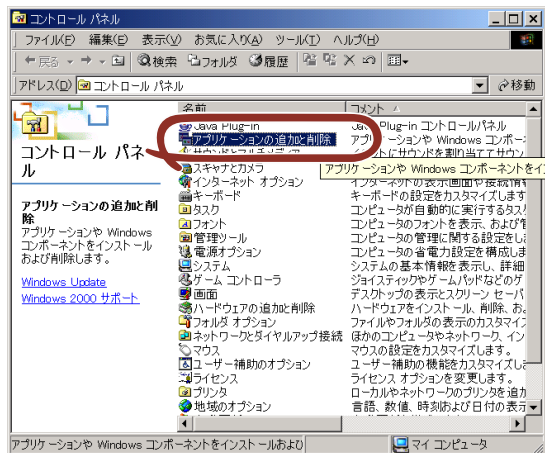 コントロール パネル
ファイル(F) 編集(E) 表示(V) お気に入り(A) ツール(T) ヘルプ(H)
戻る 検索 フォルダ 履歴
アドレス(D) コントロール パネル 移動
コントロール パネル
アプリケーションの追加と削除
アプリケーションや Windows コンポーネントをインストールおよび削除します。
Windows Update
Windows 2000 サポート
名前 コメント
Java Plug-in Java Plug-in コントロールパネル
アプリケーションの追加と削除 アプリケーションや Windows コンポー
アプリケーションや Windows コンポーネントをイン
スキャナとカメラ
インターネット オプション インターネットの表示画面や接続情報
キーボード キーボードの設定をカスタマイズします
タスク コンピュータが自動的に実行するタスク
フォント コンピュータのフォントを表示、および管
管理ツール コンピュータの管理に関する設定をし
電源オプション コンピュータの省電力設定を構成しま
システム システムの基本情報を表示し、詳細
ゲーム コントローラ ジョイスティックやゲームパッドなどのゲ
画面 デスクトップの表示とスクリーン セーバ
ハードウェアの追加と削除 ハードウェアをインストール、削除、お
フォルダ オプション ファイルやフォルダの表示のカスタマイズ
ネットワークとダイヤルアップ接続 ほかのコンピュータやネットワーク、イン
マウス マウスの設定をカスタマイズします。
ユーザー補助のオプション ユーザー補助の機能をカスタマイズし
ライセンス ライセンス オプションを変更します。
プリンタ ローカルやネットワークのプリンタを追加
地域のオプション 言語、数値、時刻および日付の表示
アプリケーションや Windows コンポーネントをインストールおよび マイ コンピュータ